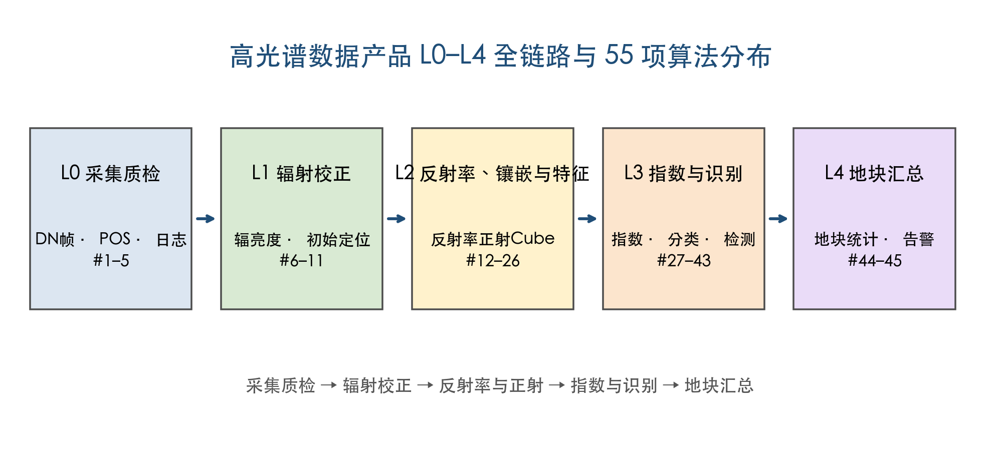 高光谱数据产品 L0–L4 全链路与 55 项算法分布
L0 采集质检
DN帧 · POS · 日志
#1–5
L1 辐射校正
辐亮度 · 初始定位
#6–11
L2 反射率、镶嵌与特征
反射率正射Cube
#12–26
L3 指数与识别
指数 · 分类 · 检测
#27–43
L4 地块汇总
地块统计 · 告警
#44–45
采集质检 → 辐射校正 → 反射率与正射 → 指数与识别 → 地块汇总